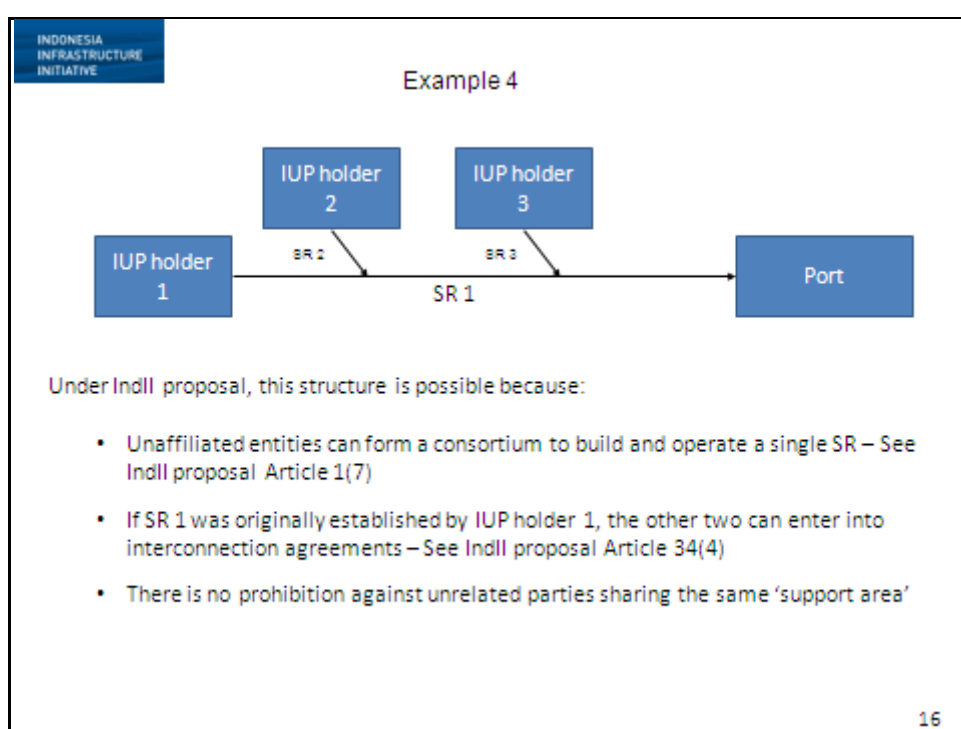 INDONESIA
INFRASTRUCTURE
INITIATIVE
Example 4
IUP holder
2
IUP holder
3
IUP holder
1
SR 2
SR 3
Port
SR 1
Under IndII proposal, this structure is possible because:
• Unaffiliated entities can form a consortium to build and operate a single SR – See
IndII proposal Article 1(7)
• If SR 1 was originally established by IUP holder 1, the other two can enter into
interconnection agreements – See IndII proposal Article 34(4)
• There is no prohibition against unrelated parties sharing the same ‘support area’
16